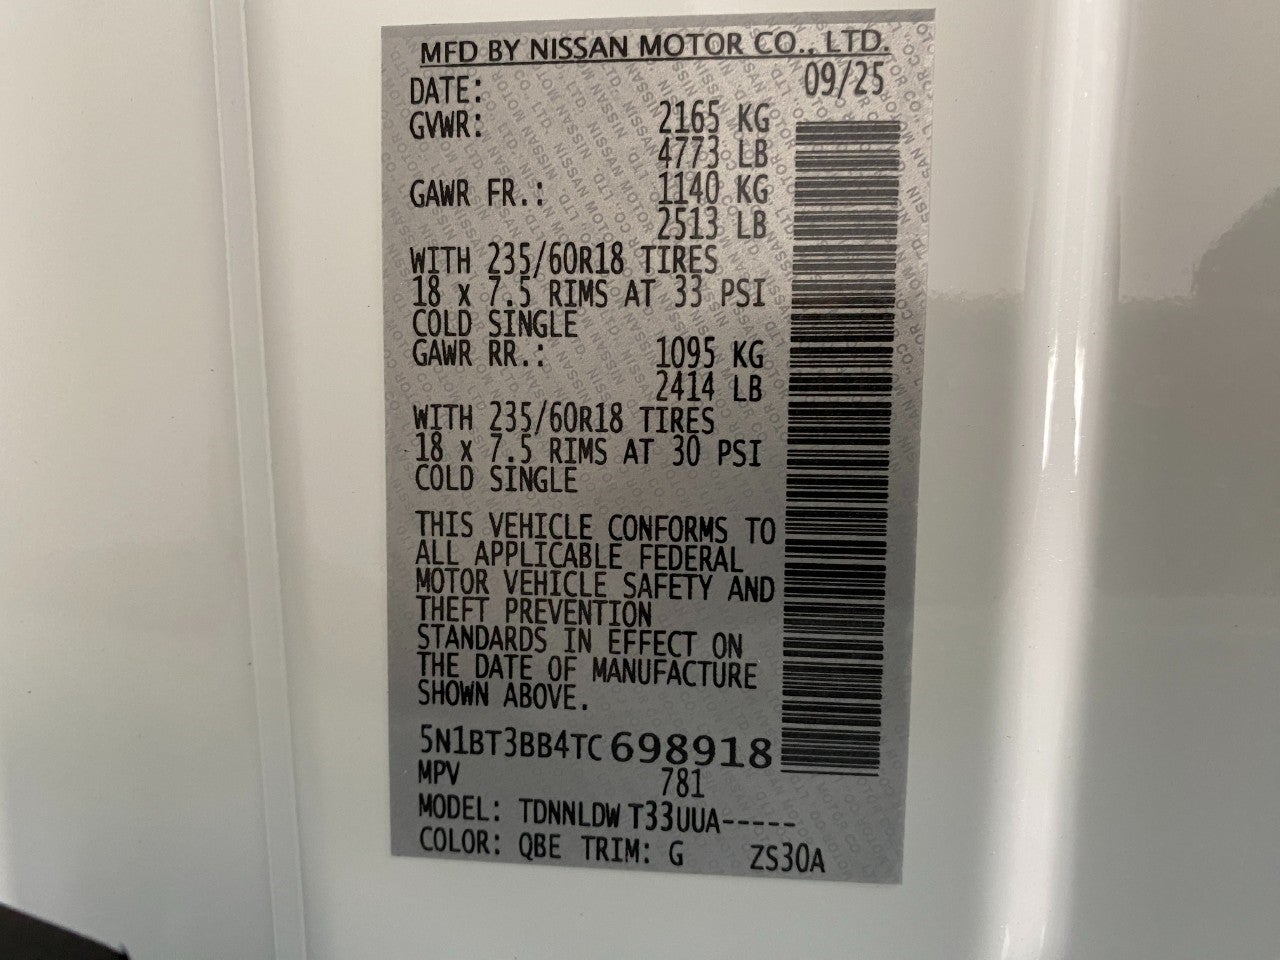 MFD BY NISSAN MOTOR CO., LTD.
DATE: 09/25
GVWR: 2165 KG
4773 LB
GAWR FR.: 1140 KG
2513 LB
WITH 235/60R18 TIRES
18 x 7.5 RIMS AT 33 PSI
COLD SINGLE
GAWR RR.: 1095 KG
2414 LB
WITH 235/60R18 TIRES
18 x 7.5 RIMS AT 30 PSI
COLD SINGLE
THIS VEHICLE CONFORMS TO
ALL APPLICABLE FEDERAL
MOTOR VEHICLE SAFETY AND
THEFT PREVENTION
STANDARDS IN EFFECT ON
THE DATE OF MANUFACTURE
SHOWN ABOVE.
5N1BT3BB4TC698918
MPV 781
MODEL: TDNNLDW T33UUA-----
COLOR: QBE TRIM: G ZS30A